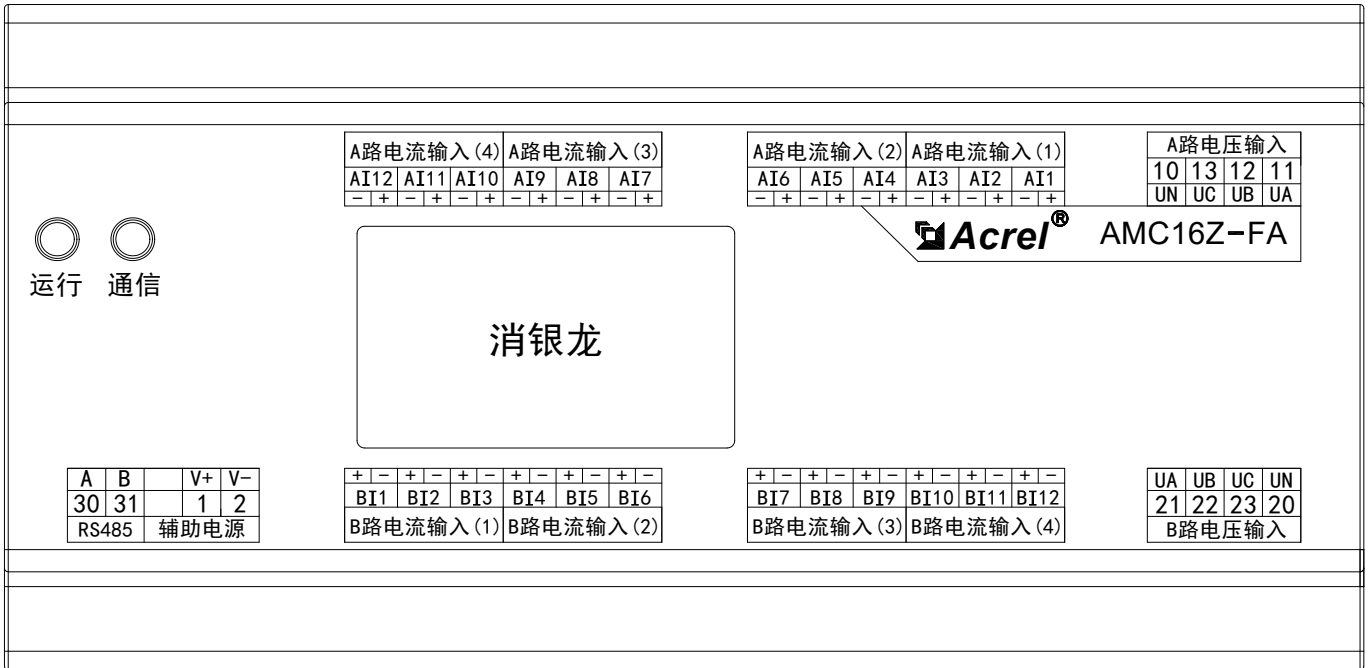 A路电流输入(4) A路电流输入(3) A路电流输入(2) A路电流输入(1) A路电压输入
AI12 AI11 AI10 AI9 AI8 AI7 AI6 AI5 AI4 AI3 AI2 AI1 10 13 12 11
- + - + - + - + - + - + - + - + - + - + - + - + UN UC UB UA
Acrel® AMC16Z-FA
运行 通信
消银龙
A B V+ V- + - + - + - + - + - + - + - + - + - + - + - + - UA UB UC UN
30 31 1 2 BI1 BI2 BI3 BI4 BI5 BI6 BI7 BI8 BI9 BI10 BI11 BI12 21 22 23 20
RS485 辅助电源 B路电流输入(1) B路电流输入(2) B路电流输入(3) B路电流输入(4) B路电压输入